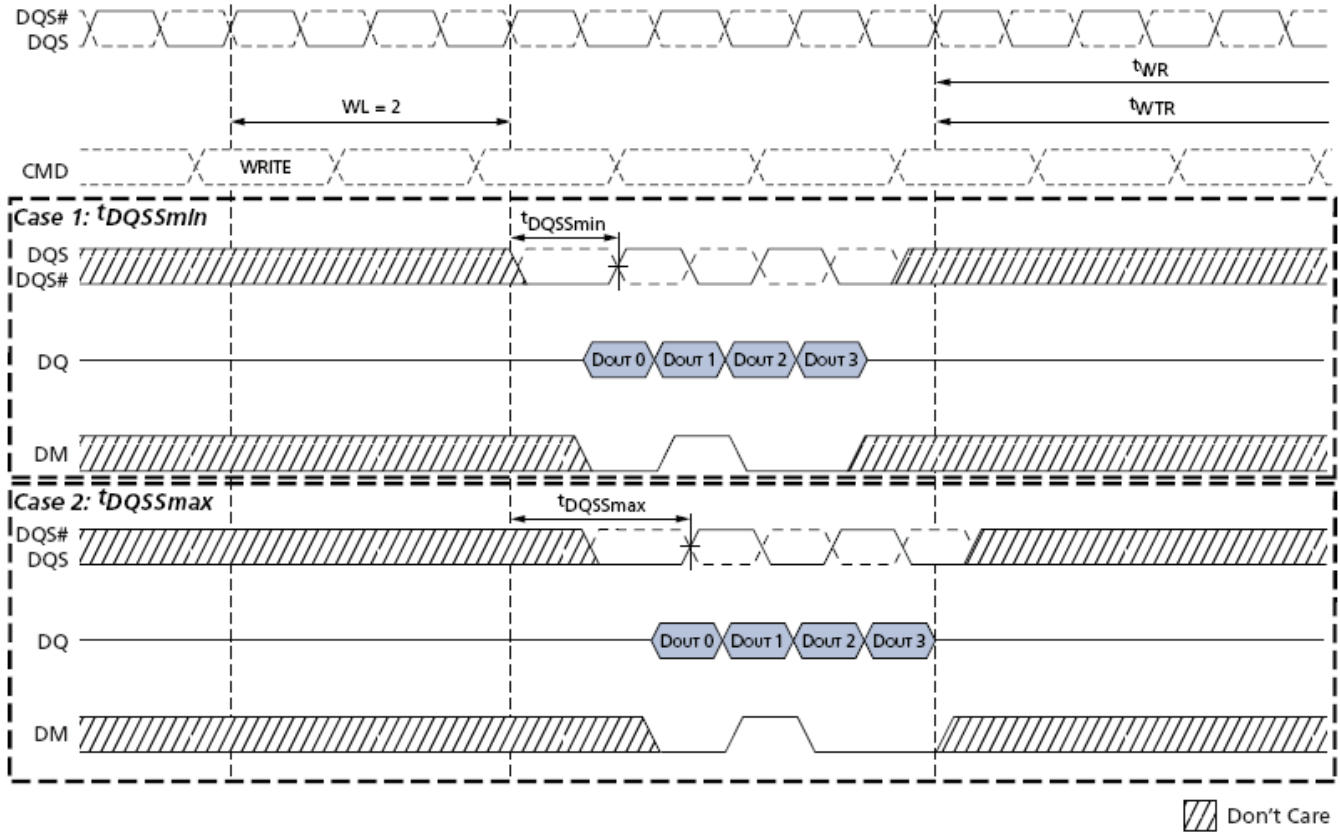 DQS#
DQS
tWR
WL = 2
tWTR
CMD
WRITE
Case 1: tDQSSmin
tDQSSmin
DQS
DQS#
DQ
DOUT 0 DOUT 1 DOUT 2 DOUT 3
DM
Case 2: tDQSSmax
tDQSSmax
DQS#
DQS
DQ
DOUT 0 DOUT 1 DOUT 2 DOUT 3
DM
Don't Care